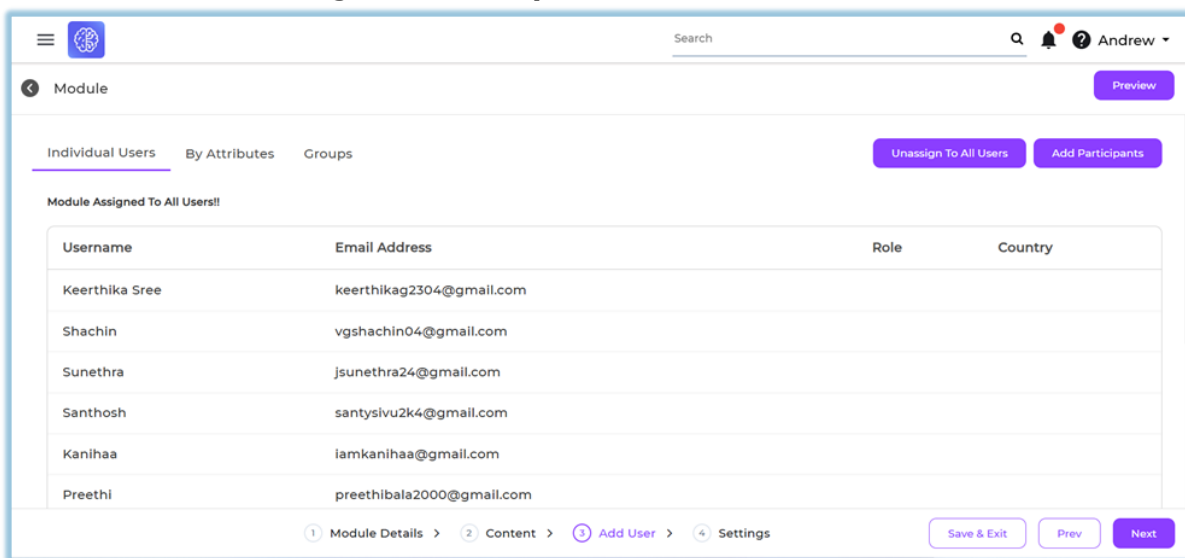 Search
Andrew
Module
Preview
Individual Users By Attributes Groups Unassign To All Users Add Participants
Module Assigned To All Users!!
Username Email Address Role Country
Keerthika Sree keerthikag2304@gmail.com
Shachin vgshachin04@gmail.com
Sunethra jsunethra24@gmail.com
Santhosh santysivu2k4@gmail.com
Kanihaa iamkanihaa@gmail.com
Preethi preethibala2000@gmail.com
1 Module Details > 2 Content > 3 Add User > 4 Settings Save & Exit Prev Next